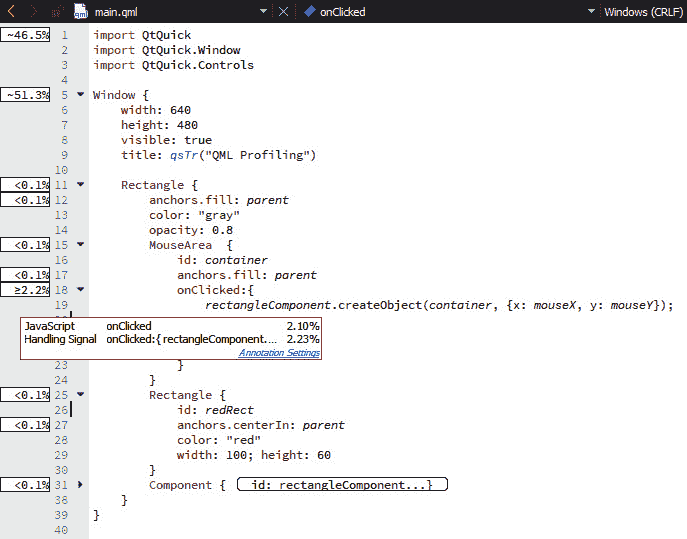 main.qml onClicked Windows (CRLF)
~46.5% 1 import QtQuick
2 import QtQuick.Window
3 import QtQuick.Controls
4
~51.3% 5 Window {
6 width: 640
7 height: 480
8 visible: true
9 title: qsTr("QML Profiling")
10
<0.1% 11 Rectangle {
<0.1% 12 anchors.fill: parent
13 color: "gray"
14 opacity: 0.8
<0.1% 15 MouseArea {
16 id: container
<0.1% 17 anchors.fill: parent
≥2.2% 18 onClicked:{
19 rectangleComponent.createObject(container, {x: mouseX, y: mouseY});
JavaScript onClicked 2.10%
Handling Signal onClicked:{rectangleComponent.... 2.23%
Annotation Settings
23 }
24 }
<0.1% 25 Rectangle {
26 id: redRect
<0.1% 27 anchors.centerIn: parent
28 color: "red"
29 width: 100; height: 60
30 }
<0.1% 31 Component { id: rectangleComponent...}
38 }
39 }
40